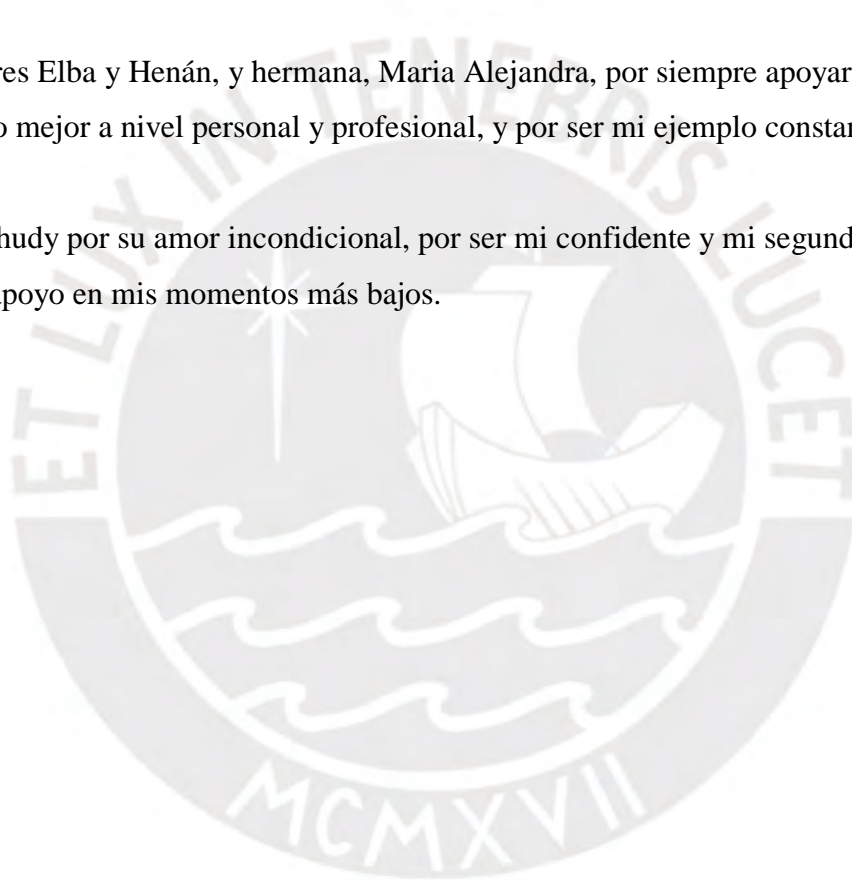 res Elba y Henán, y hermana, Maria Alejandra, por siempre apoyar
o mejor a nivel personal y profesional, y por ser mi ejemplo constan
hudy por su amor incondicional, por ser mi confidente y mi segund
apoyo en mis momentos más bajos.
ET LUX IN TENEBRIS LUCET
MCMXVII